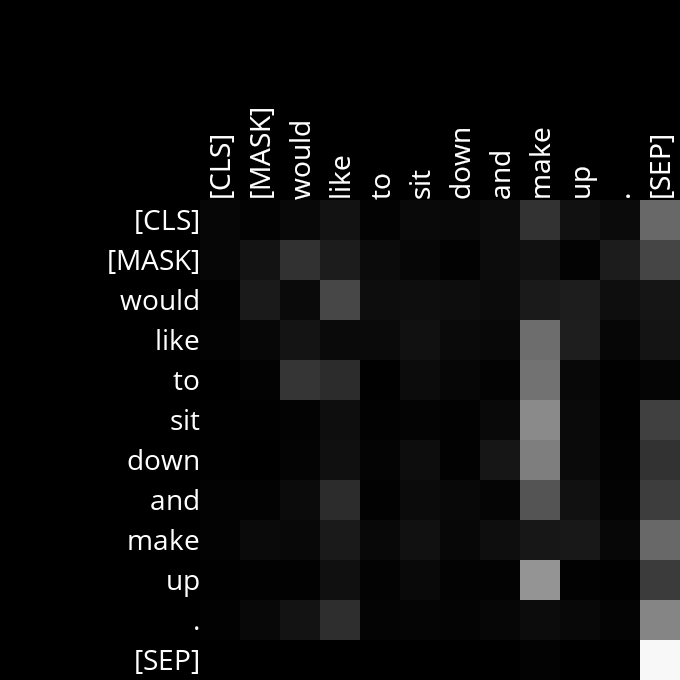 [CLS] [MASK] would like to sit down and make up . [SEP]
[CLS]
[MASK]
would
like
to
sit
down
and
make
up
.
[SEP]